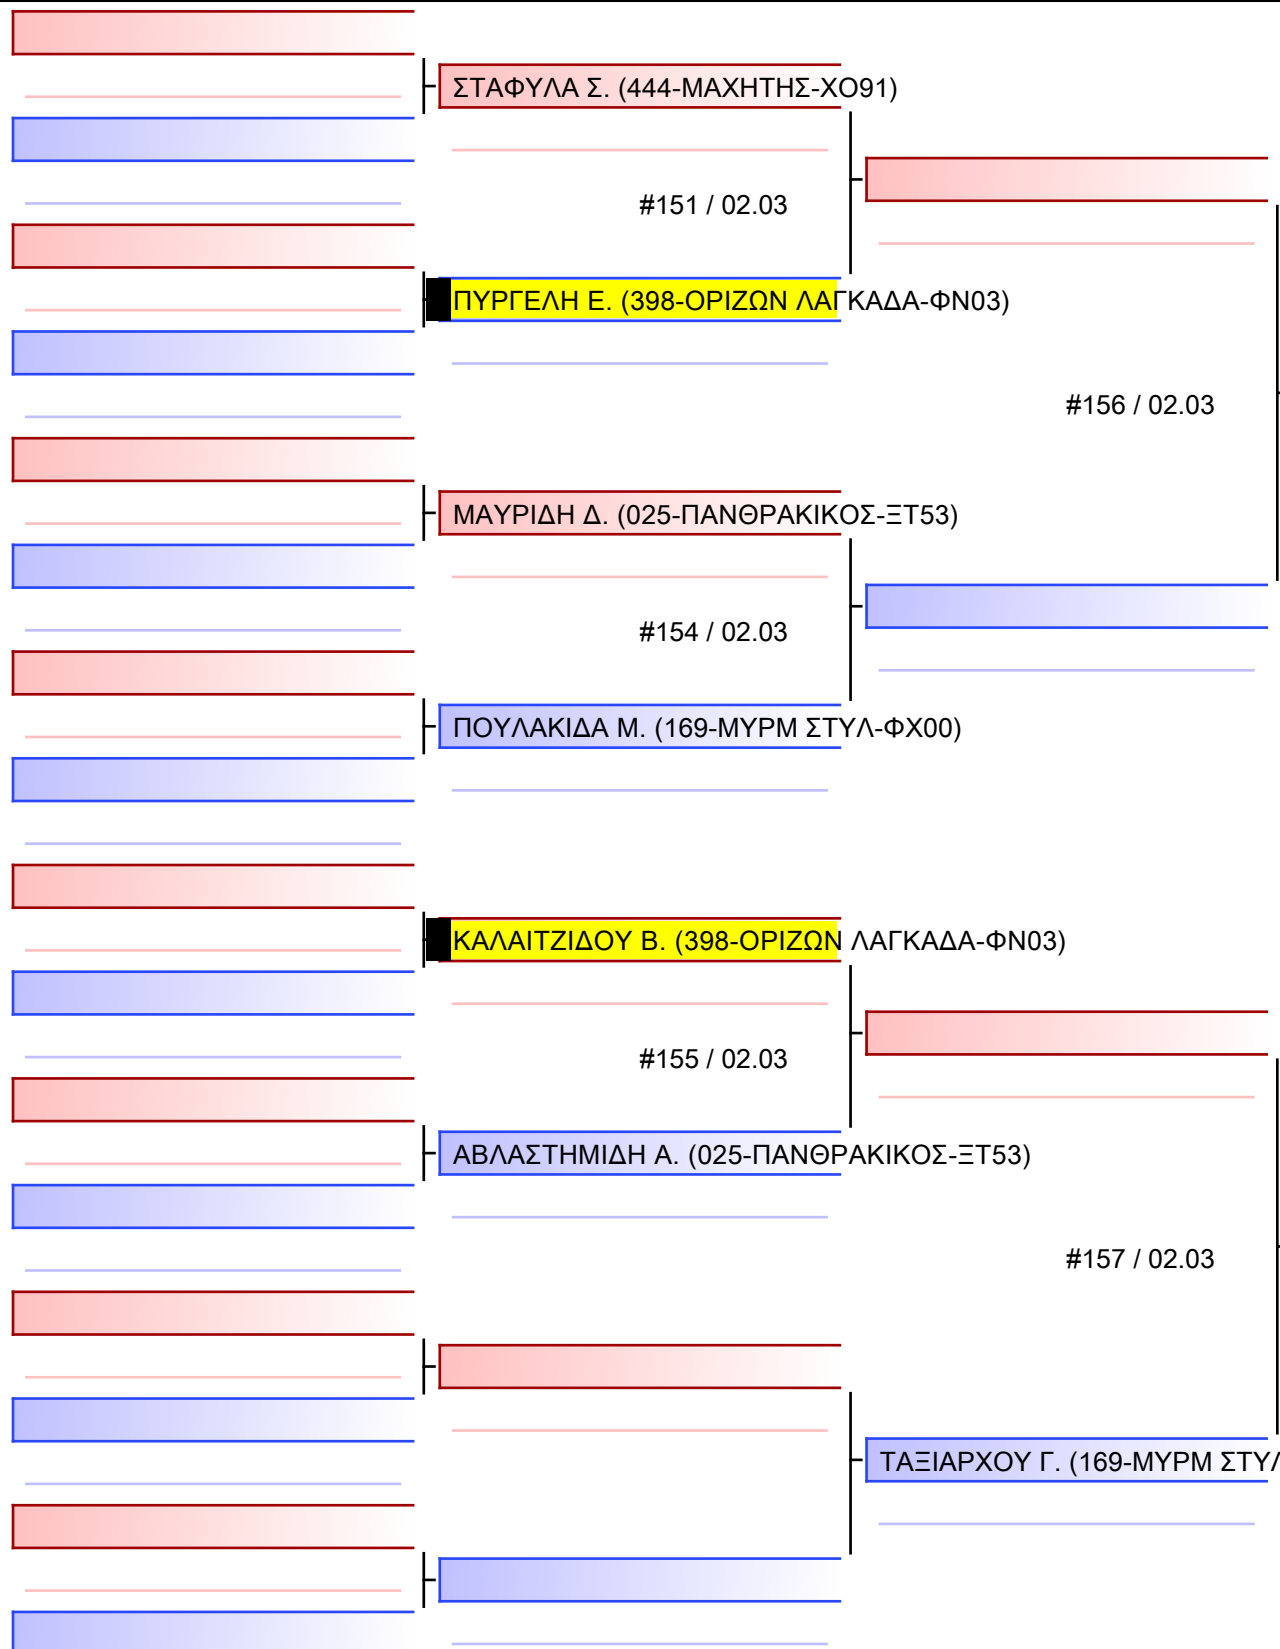 ΣΤΑΦΥΛΑ Σ. (444-ΜΑΧΗΤΗΣ-ΧΟ91)
#151 / 02.03
ΠΥΡΓΕΛΗ Ε. (398-ΟΡΙΖΩΝ ΛΑΓΚΑΔΑ-ΦΝ03)
#156 / 02.03
ΜΑΥΡΙΔΗ Δ. (025-ΠΑΝΘΡΑΚΙΚΟΣ-ΞΤ53)
#154 / 02.03
ΠΟΥΛΑΚΙΔΑ Μ. (169-ΜΥΡΜ ΣΤΥΛ-ΦΧ00)
ΚΑΛΑΙΤΖΙΔΟΥ Β. (398-ΟΡΙΖΩΝ ΛΑΓΚΑΔΑ-ΦΝ03)
#155 / 02.03
ΑΒΛΑΣΤΗΜΙΔΗ Α. (025-ΠΑΝΘΡΑΚΙΚΟΣ-ΞΤ53)
#157 / 02.03
ΤΑΞΙΑΡΧΟΥ Γ. (169-ΜΥΡΜ ΣΤΥΛ